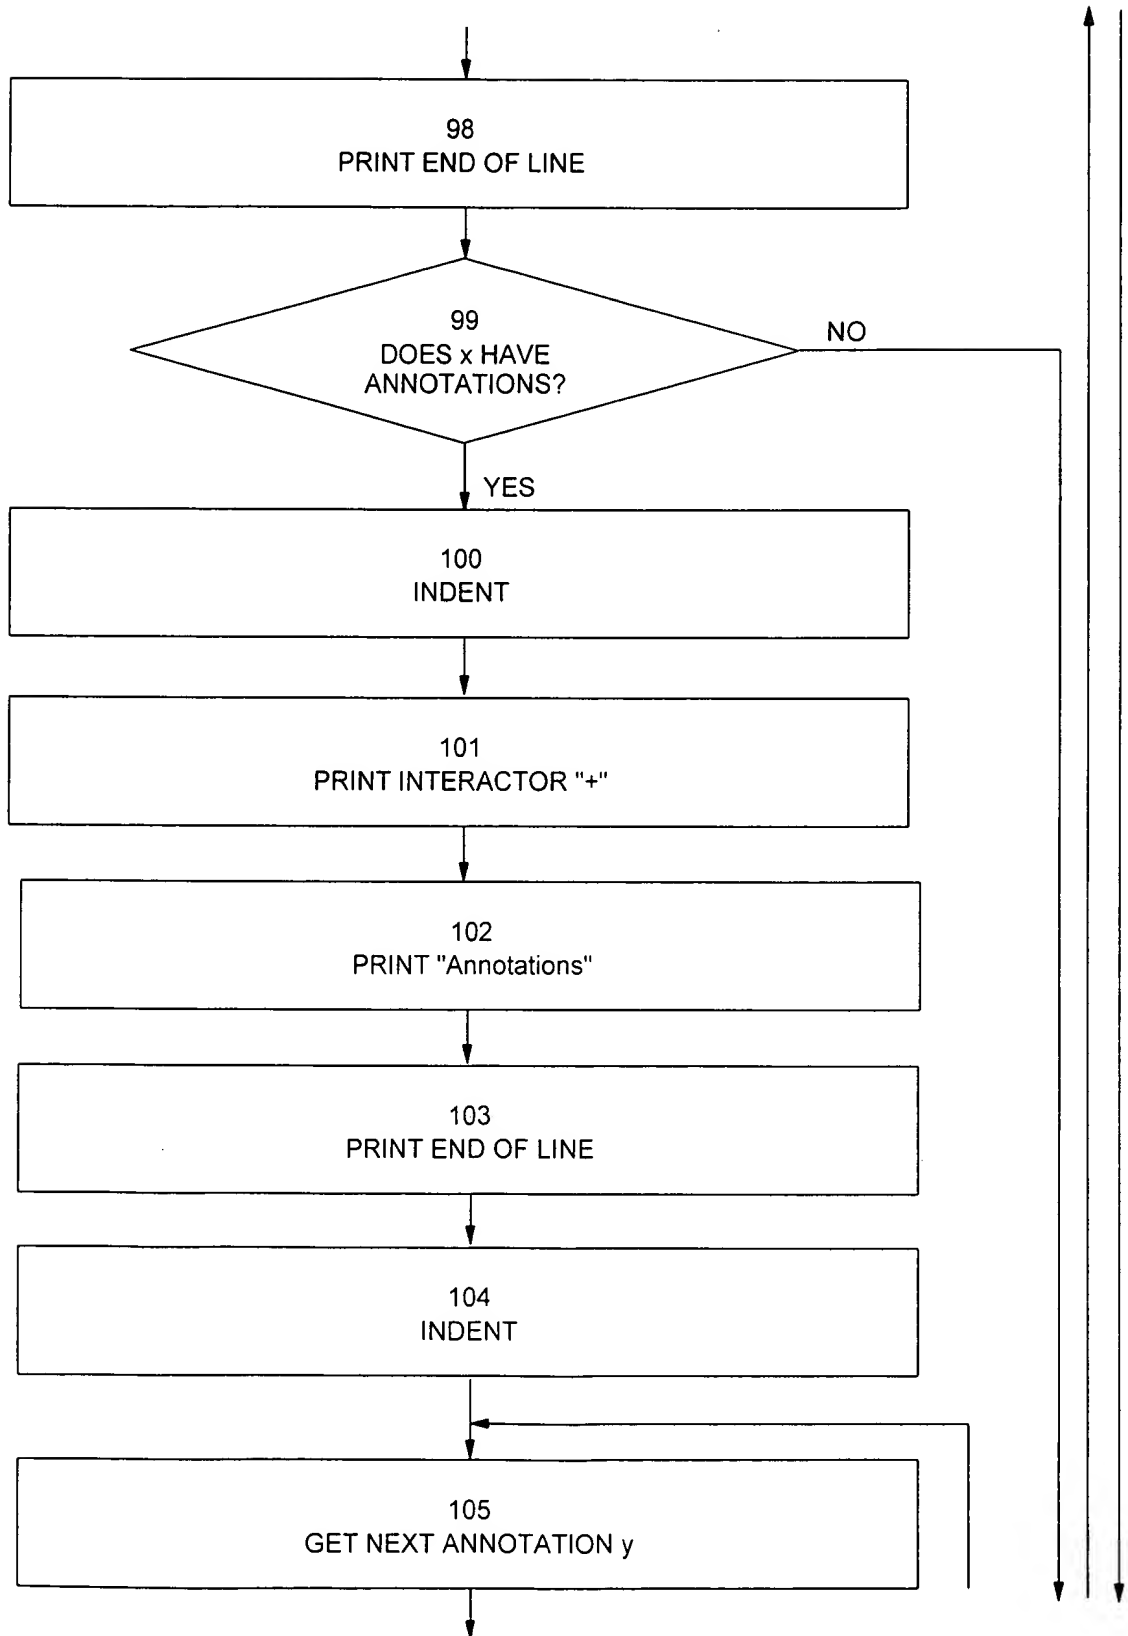 98
PRINT END OF LINE
99
DOES x HAVE
ANNOTATIONS?
NO
YES
100
INDENT
101
PRINT INTERACTOR "+"
102
PRINT "Annotations"
103
PRINT END OF LINE
104
INDENT
105
GET NEXT ANNOTATION y